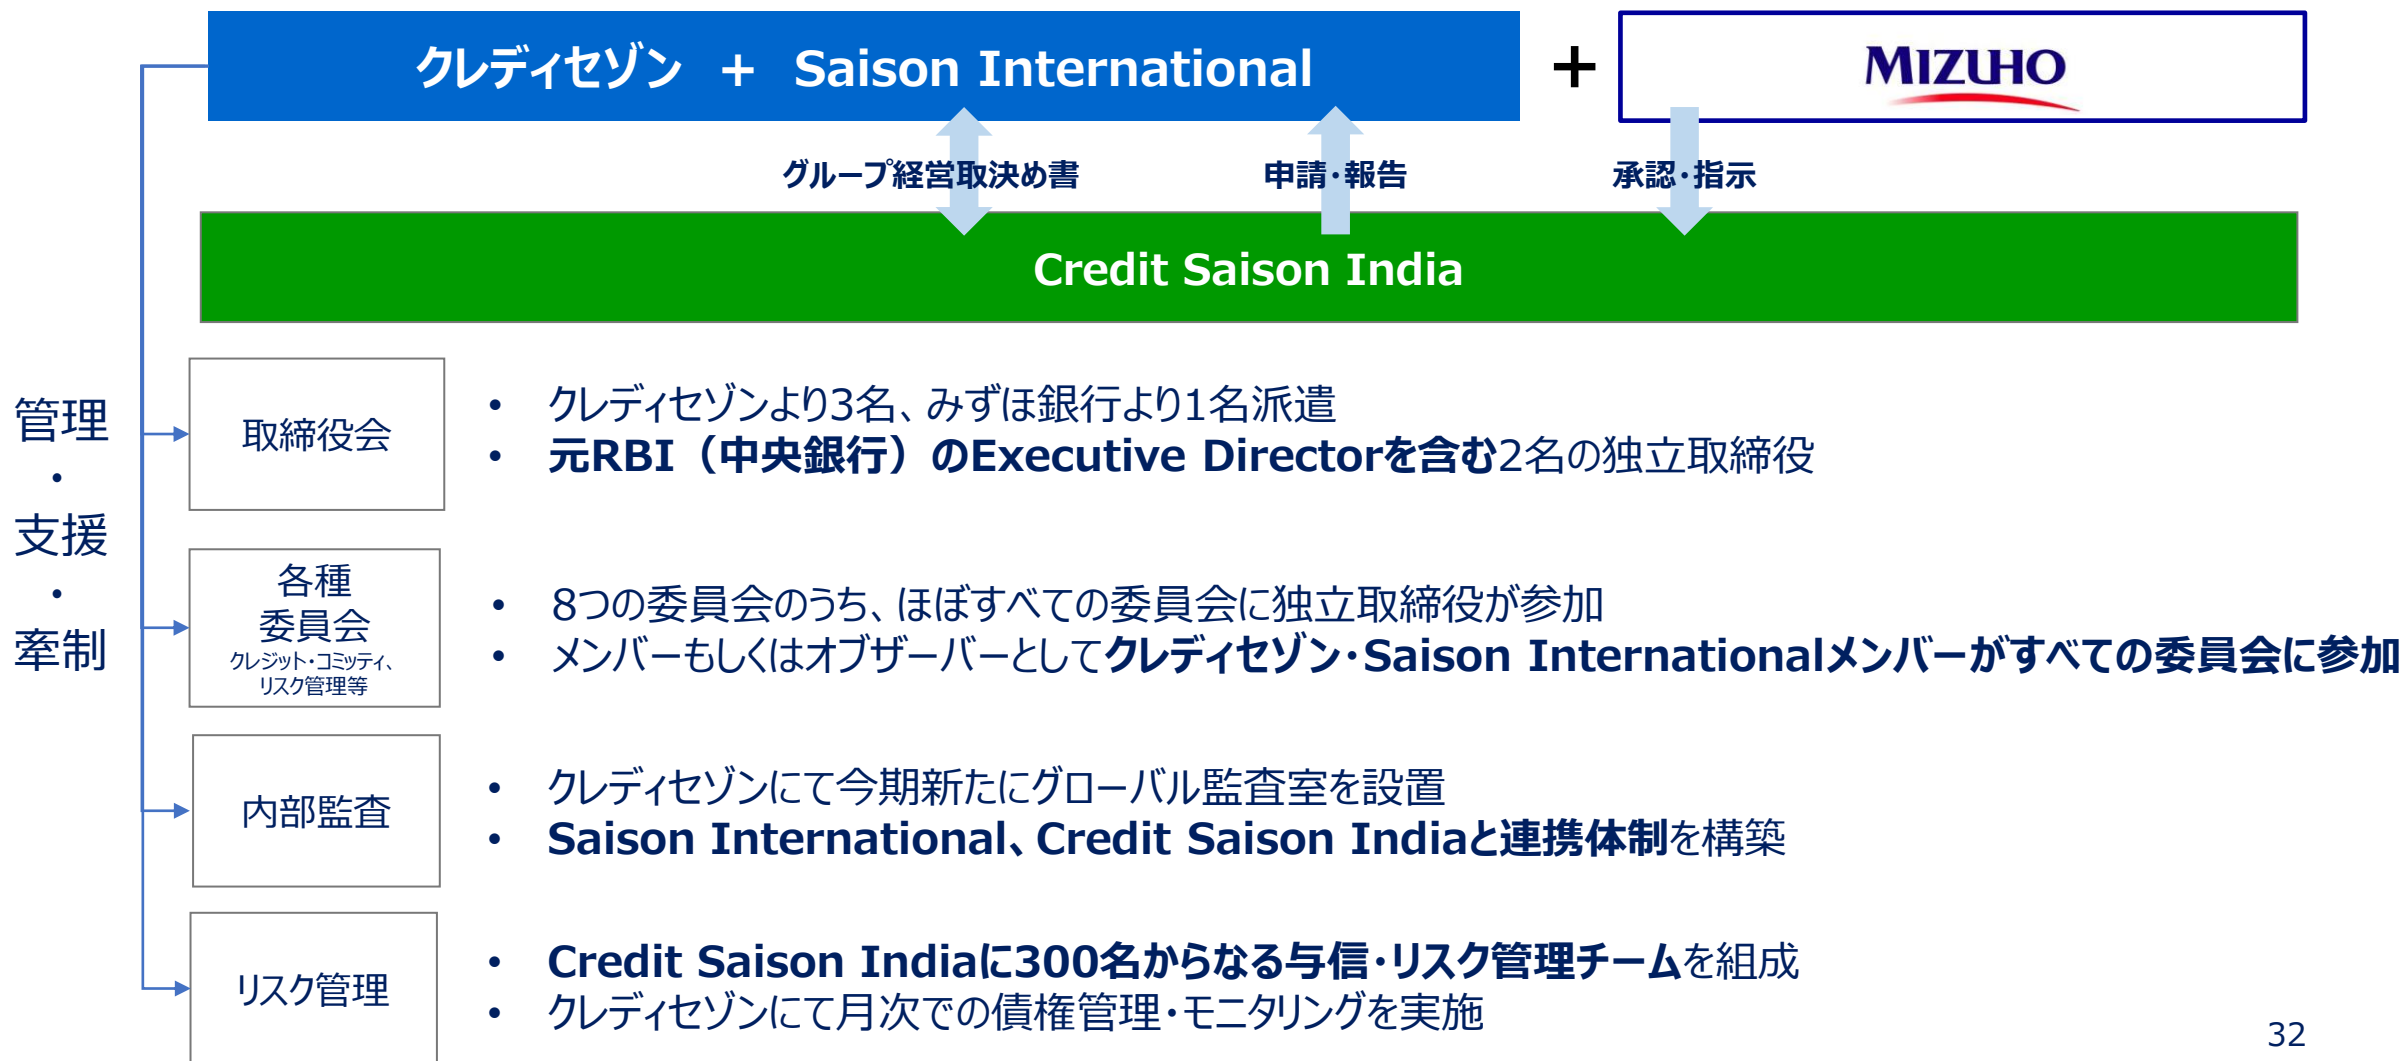 クレディセゾン + Saison International
+
MIZUHO
グループ経営取決め書
申請・報告
承認・指示
Credit Saison India
管理
・
支援
・
牽制
取締役会
• クレディセゾンより3名、みずほ銀行より1名派遣
• 元RBI（中央銀行）のExecutive Directorを含む2名の独立取締役
各種
委員会
クレジット・コミッティ、
リスク管理等
• 8つの委員会のうち、ほぼすべての委員会に独立取締役が参加
• メンバーもしくはオブザーバーとしてクレディセゾン・Saison Internationalメンバーがすべての委員会に参加
内部監査
• クレディセゾンにて今期新たにグローバル監査室を設置
• Saison International、Credit Saison Indiaと連携体制を構築
リスク管理
• Credit Saison Indiaに300名からなる与信・リスク管理チームを組成
• クレディセゾンにて月次での債権管理・モニタリングを実施
32